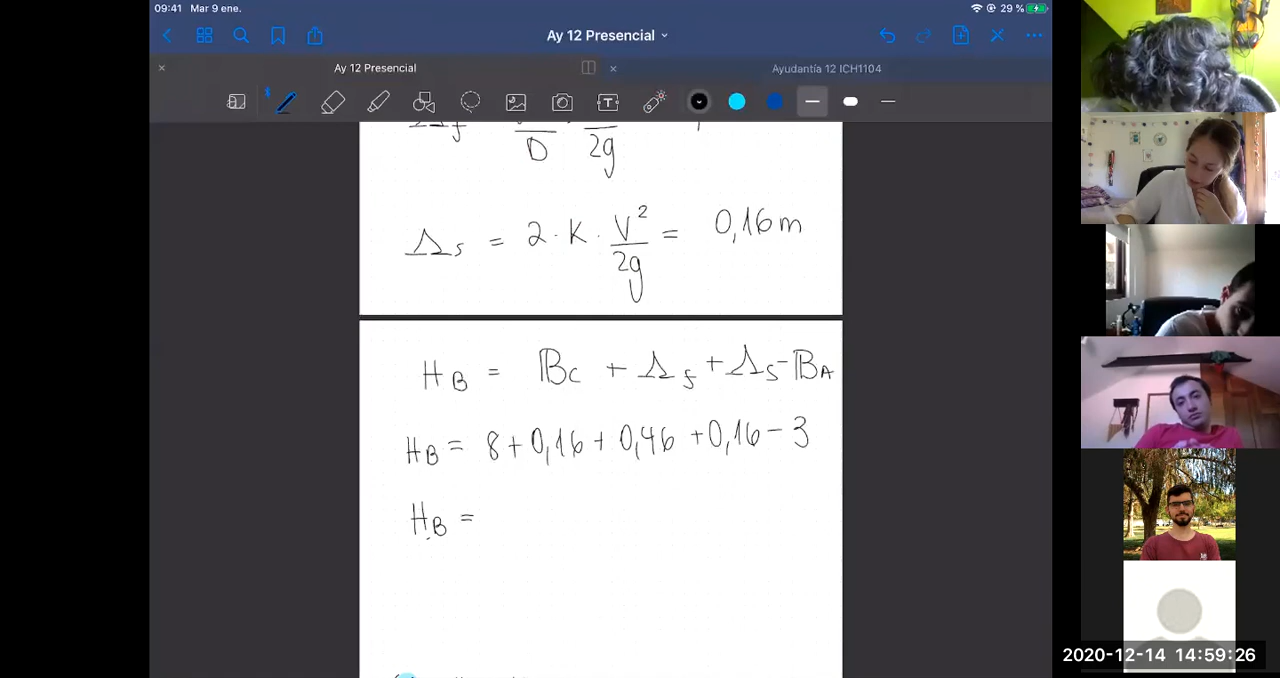 09:41 Mar 9 ene.
29 %
Ay 12 Presencial
Ay 12 Presencial
Ayudantía 12 ICH1104
D 2g
Δs = 2 · K · V²/2g = 0,16m
HB = BC + Δf + Δs - BA
HB = 8 + 0,16 + 0,46 + 0,16 - 3
HB =
2020-12-14 14:59:26